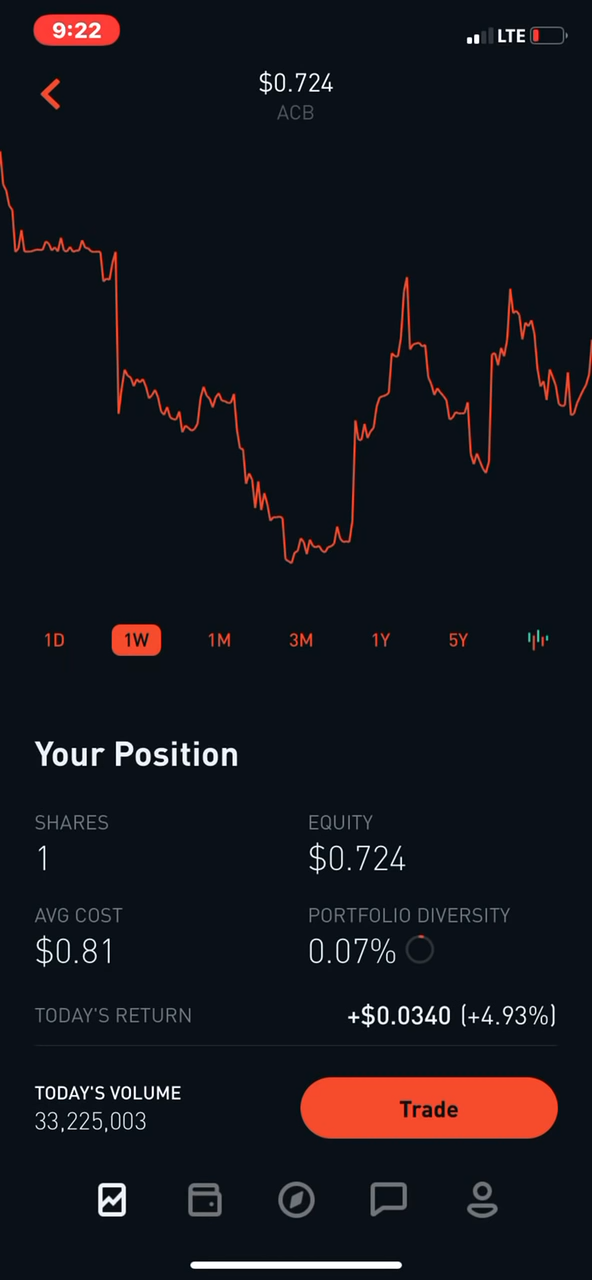 9:22
LTE
$0.724
ACB
1D 1W 1M 3M 1Y 5Y
Your Position
SHARES EQUITY
1 $0.724
AVG COST PORTFOLIO DIVERSITY
$0.81 0.07%
TODAY'S RETURN +$0.0340 (+4.93%)
TODAY'S VOLUME
33,225,003
Trade